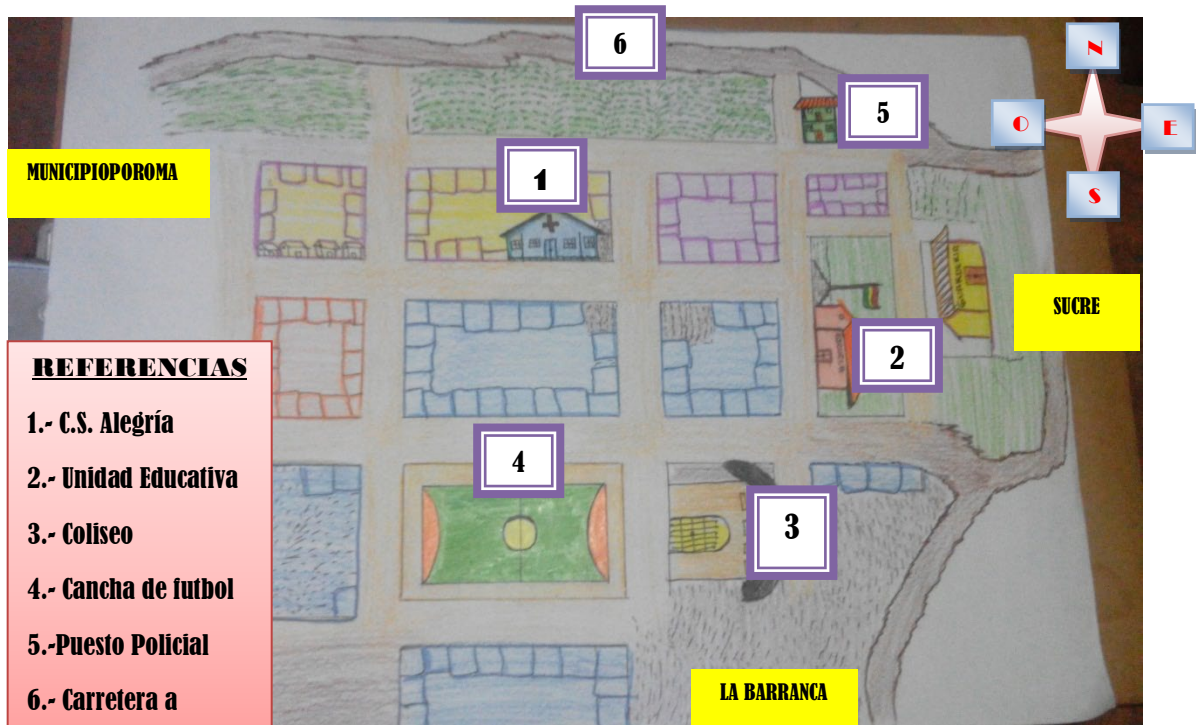 6
N
5
O
E
MUNICIPIOPOROMA
1
S
SUCRE
2
REFERENCIAS
1.- C.S. Alegría
2.- Unidad Educativa
4
3.- Coliseo
3
4.- Cancha de futbol
5.-Puesto Policial
6.- Carretera a
LA BARRANCA